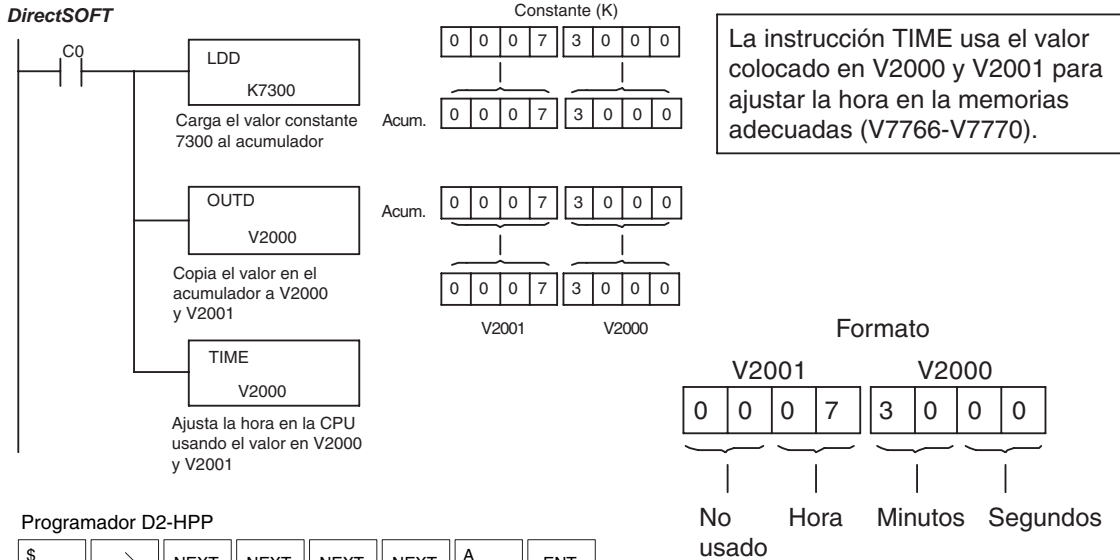 DirectSOFT
C0
LDD
K7300
Carga el valor constante
7300 al acumulador
OUTD
V2000
Copia el valor en el
acumulador a V2000
y V2001
TIME
V2000
Ajusta la hora en la CPU
usando el valor en V2000
y V2001
Constante (K)
0 0 0 7 3 0 0 0
Acum. 0 0 0 7 3 0 0 0
Acum. 0 0 0 7 3 0 0 0
0 0 0 7 3 0 0 0
V2001 V2000
La instrucción TIME usa el valor
colocado en V2000 y V2001 para
ajustar la hora en la memorias
adecuadas (V7766-V7770).
Formato
V2001 V2000
0 0 0 7 3 0 0 0
No
usado
Hora Minutos Segundos
Programador D2-HPP
$ NEXT NEXT NEXT NEXT A ENT